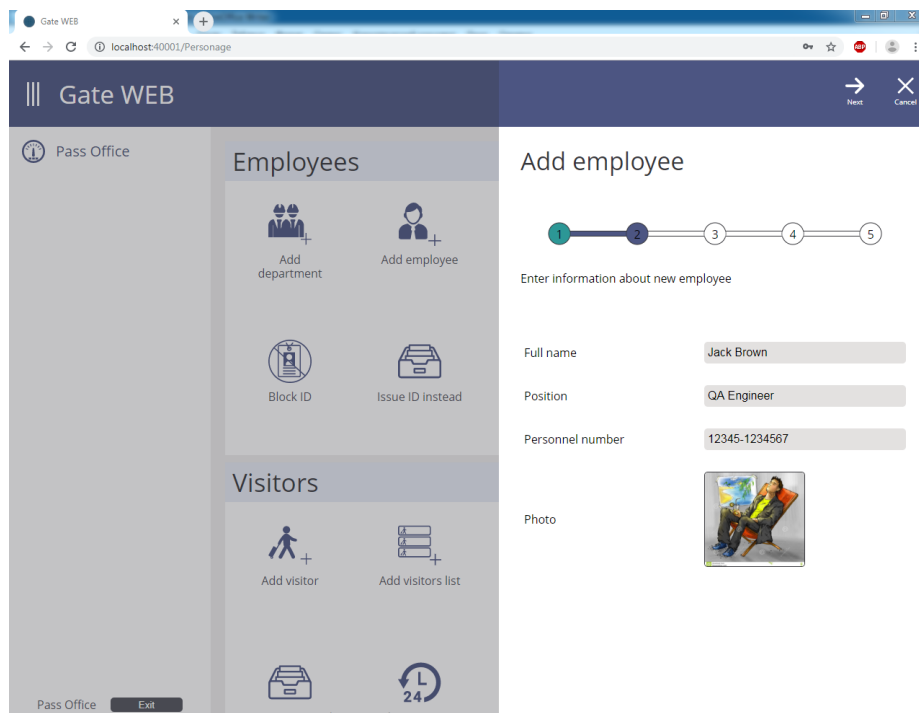 Gate WEB
localhost:40001/Personage
ABP
Gate WEB
Next
Cancel
Pass Office
Employees
Add
department
Add employee
Block ID
Issue ID instead
Visitors
Add visitor
Add visitors list
24
Pass Office
Exit
Add employee
1 2 3 4 5
Enter information about new employee
Full name
Jack Brown
Position
QA Engineer
Personnel number
12345-1234567
Photo